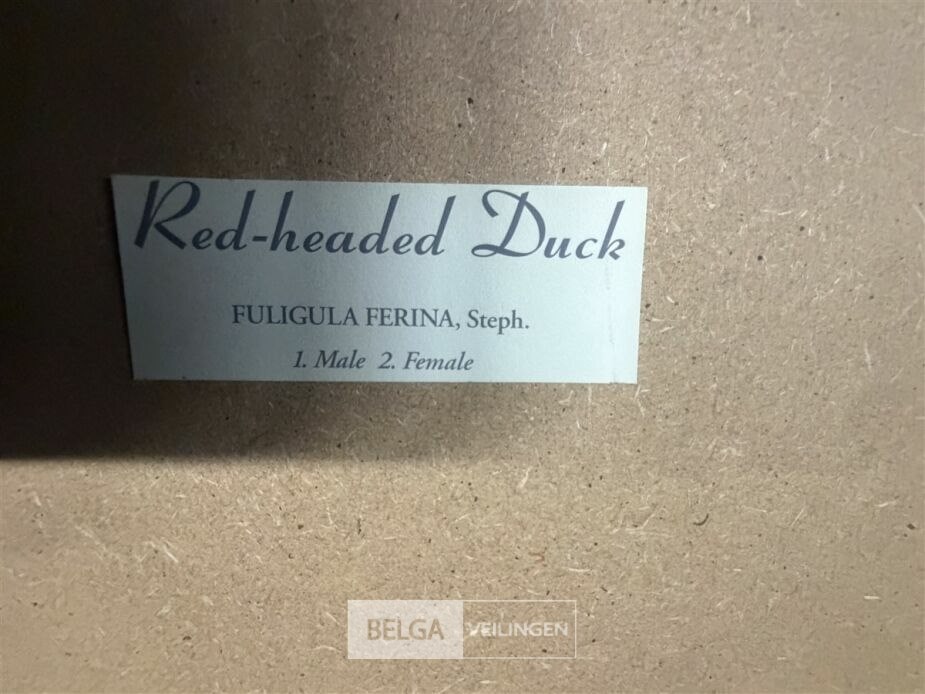 Red-headed Duck
FULIGULA FERINA, Steph.
1. Male 2. Female
BELGA VEILINGEN